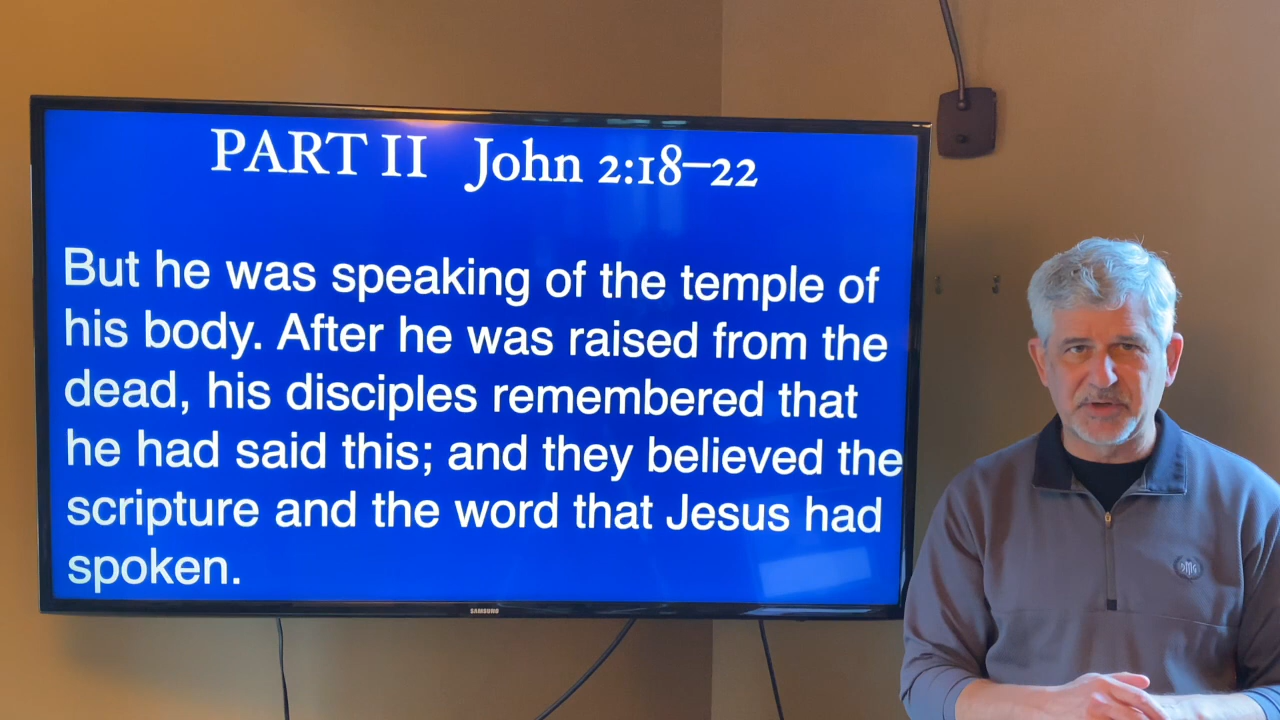 PART II John 2:18–22
But he was speaking of the temple of
his body. After he was raised from the
dead, his disciples remembered that
he had said this; and they believed the
scripture and the word that Jesus had
spoken.
SAMSUNG